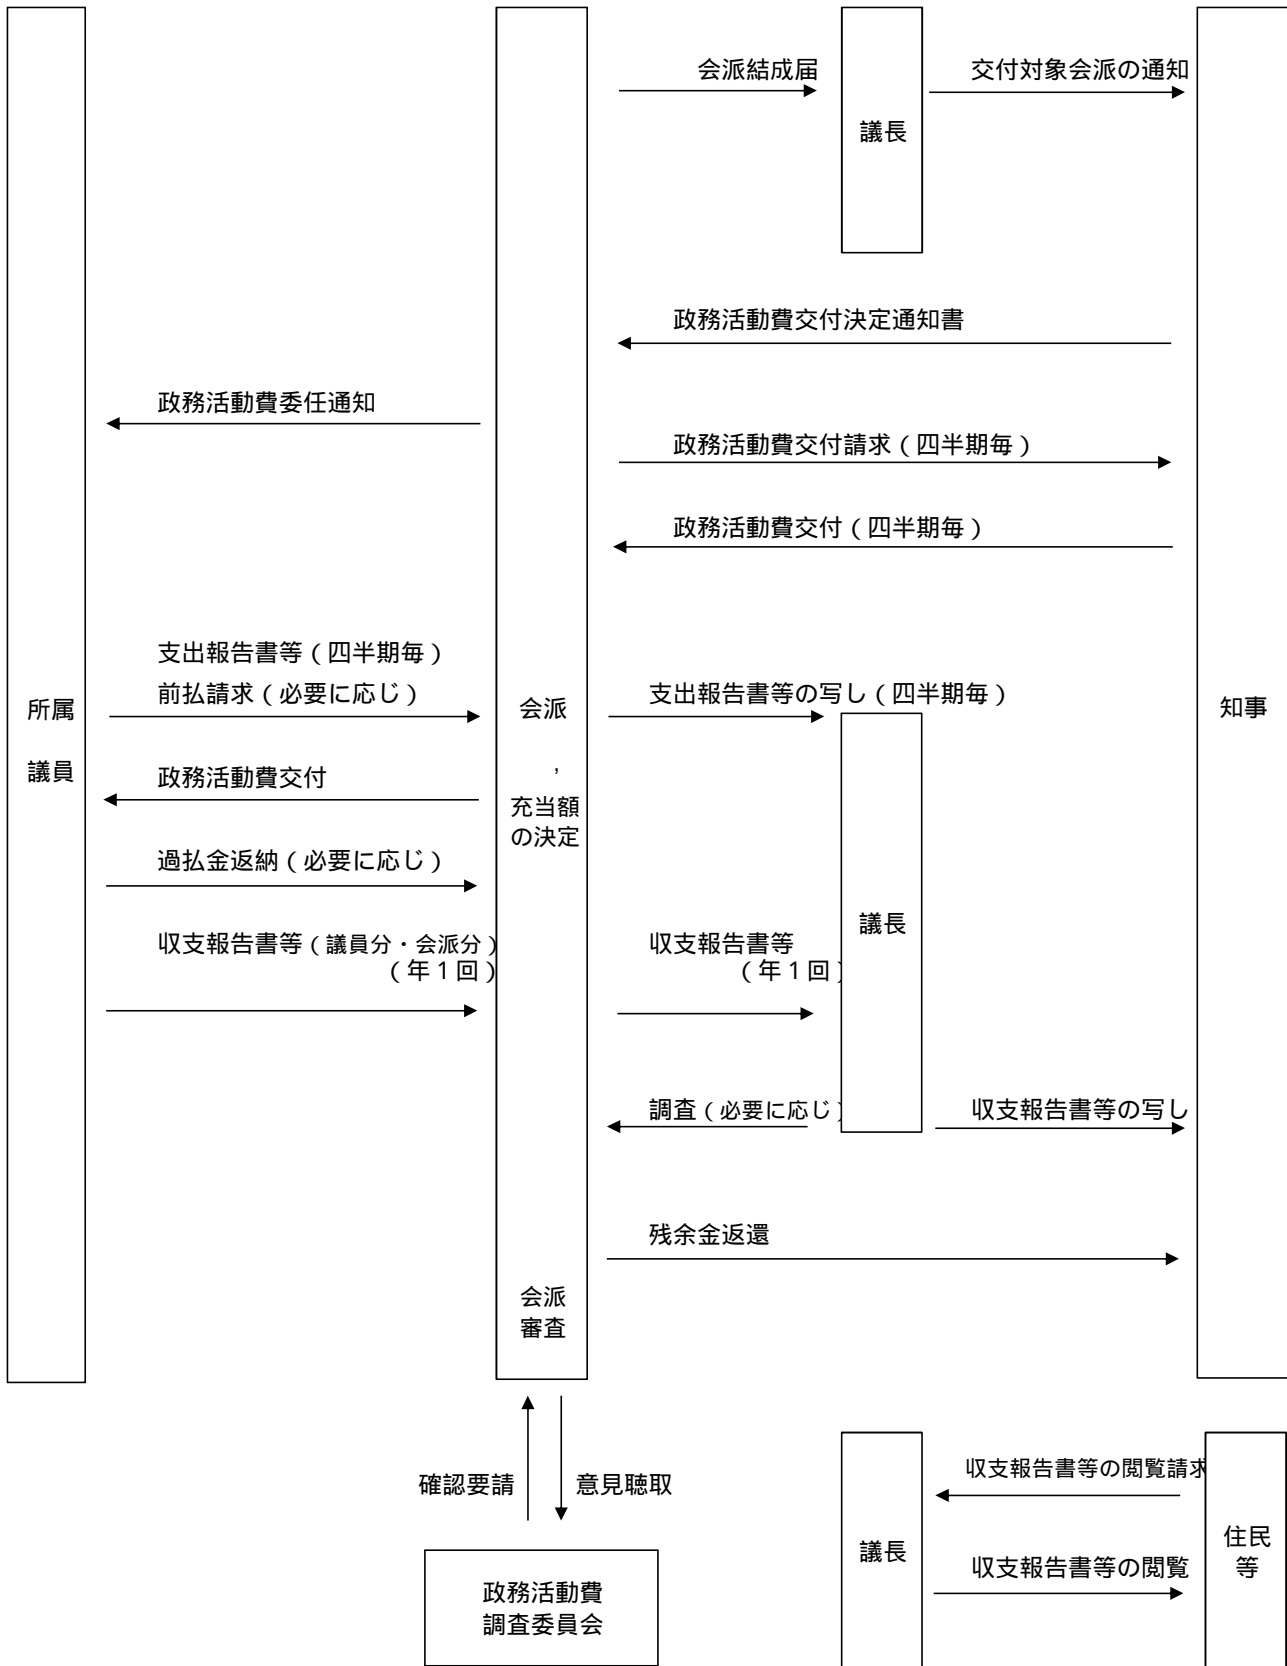 会派結成届
交付対象会派の通知
議長
政務活動費交付決定通知書
政務活動費委任通知
政務活動費交付請求（四半期毎）
政務活動費交付（四半期毎）
支出報告書等（四半期毎）
前払請求（必要に応じ）
支出報告書等の写し（四半期毎）
所属
議員
会派
，
充当額
の決定
知事
政務活動費交付
過払金返納（必要に応じ）
議長
収支報告書等（議員分・会派分）
（年１回）
収支報告書等
（年１回）
調査（必要に応じ）
収支報告書等の写し
残余金返還
会派
審査
確認要請
意見聴取
政務活動費
調査委員会
収支報告書等の閲覧請求
議長
収支報告書等の閲覧
住民
等